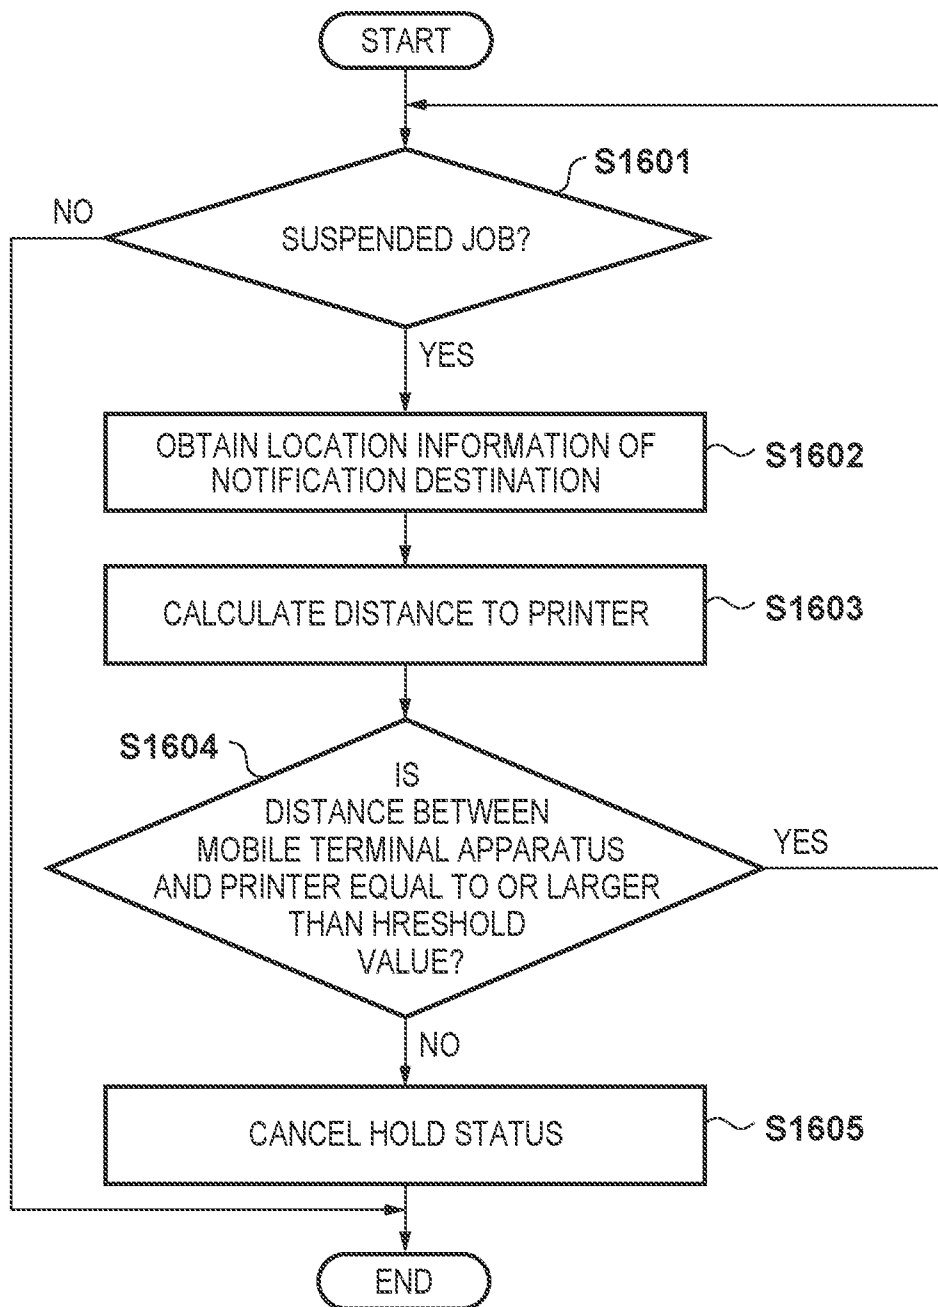 START
S1601
NO
SUSPENDED JOB?
YES
OBTAIN LOCATION INFORMATION OF
NOTIFICATION DESTINATION
S1602
CALCULATE DISTANCE TO PRINTER
S1603
S1604
IS
DISTANCE BETWEEN
MOBILE TERMINAL APPARATUS
AND PRINTER EQUAL TO OR LARGER
THAN HRESHOLD
VALUE?
YES
NO
CANCEL HOLD STATUS
S1605
END